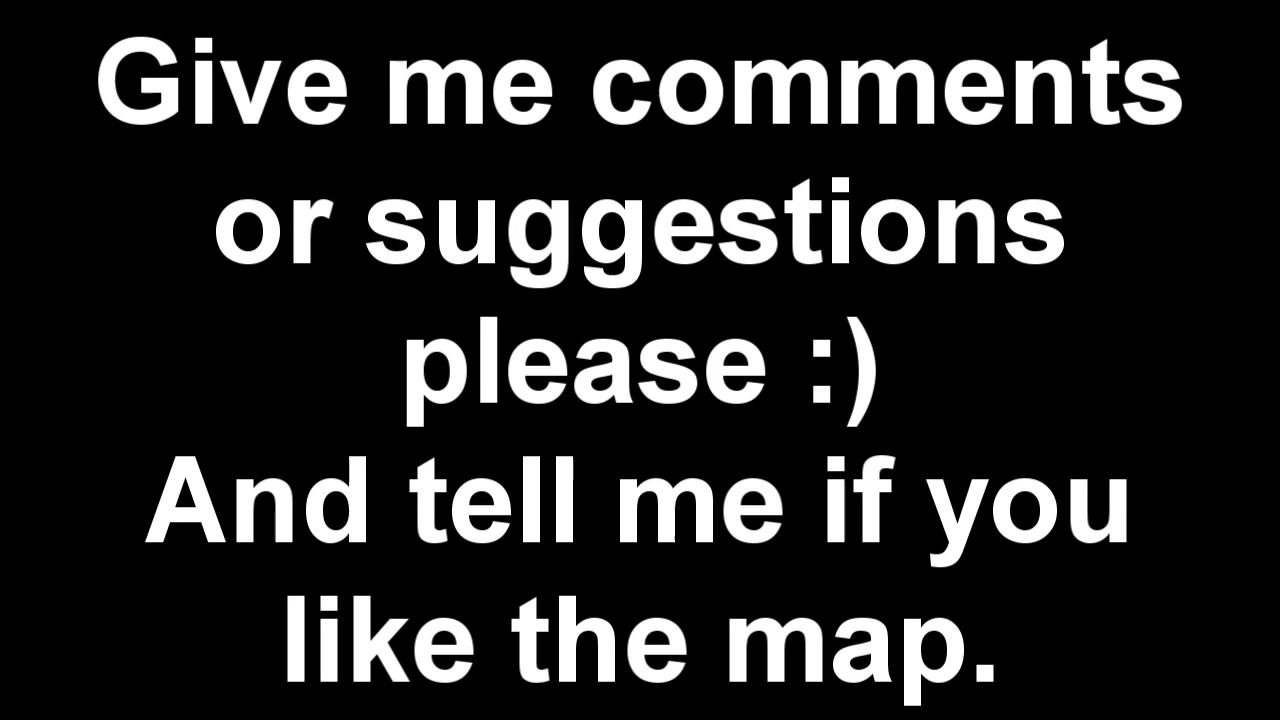 Give me comments
or suggestions
please :)
And tell me if you
like the map.